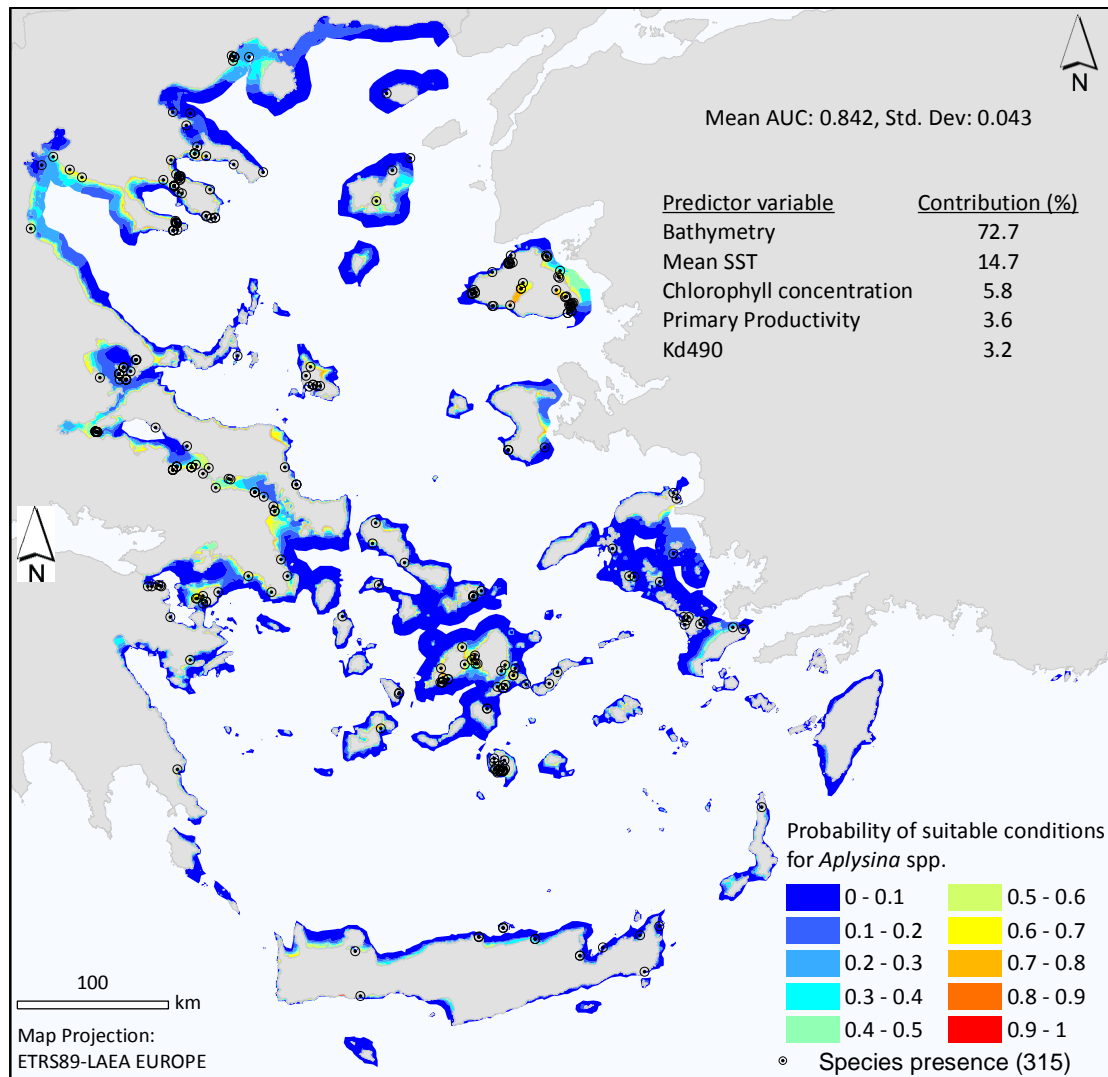 N
Mean AUC: 0.842, Std. Dev: 0.043
Predictor variable Contribution (%)
Bathymetry 72.7
Mean SST 14.7
Chlorophyll concentration 5.8
Primary Productivity 3.6
Kd490 3.2
N
Probability of suitable conditions
for Aplysina spp.
0 - 0.1 0.5 - 0.6
0.1 - 0.2 0.6 - 0.7
0.2 - 0.3 0.7 - 0.8
0.3 - 0.4 0.8 - 0.9
0.4 - 0.5 0.9 - 1
Species presence (315)
100
km
Map Projection:
ETRS89-LAEA EUROPE